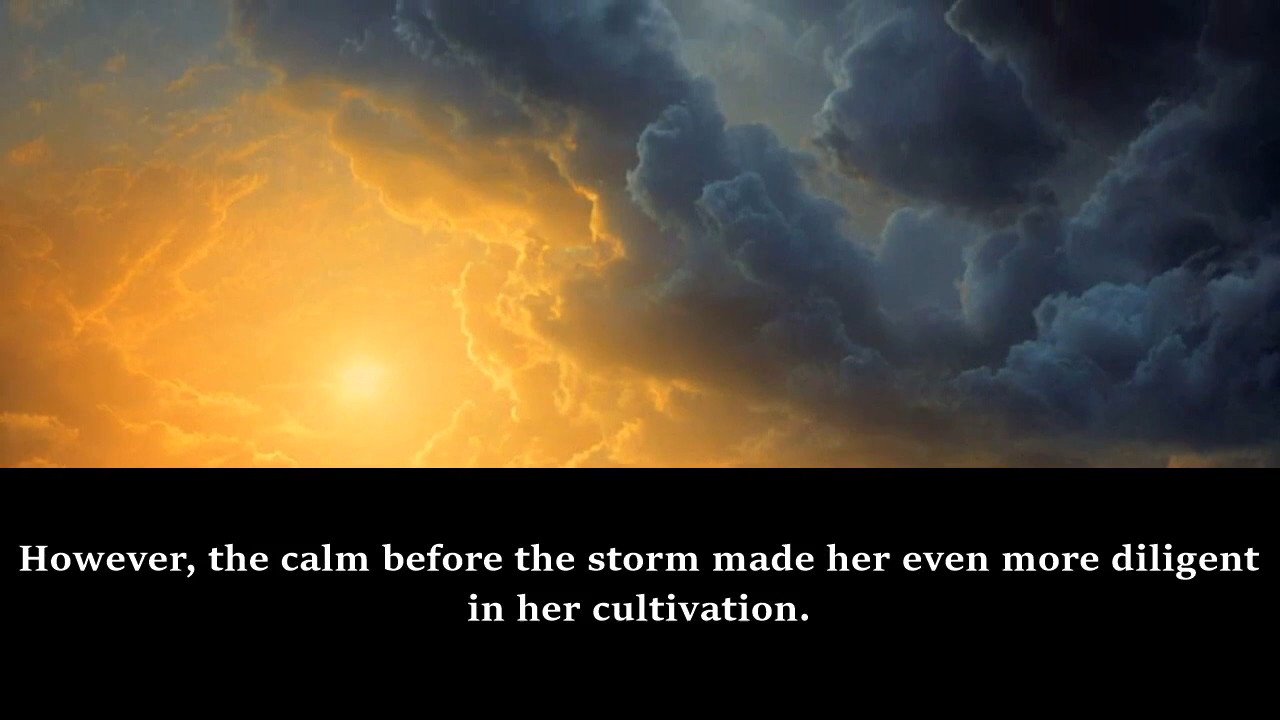 However, the calm before the storm made her even more diligent
in her cultivation.